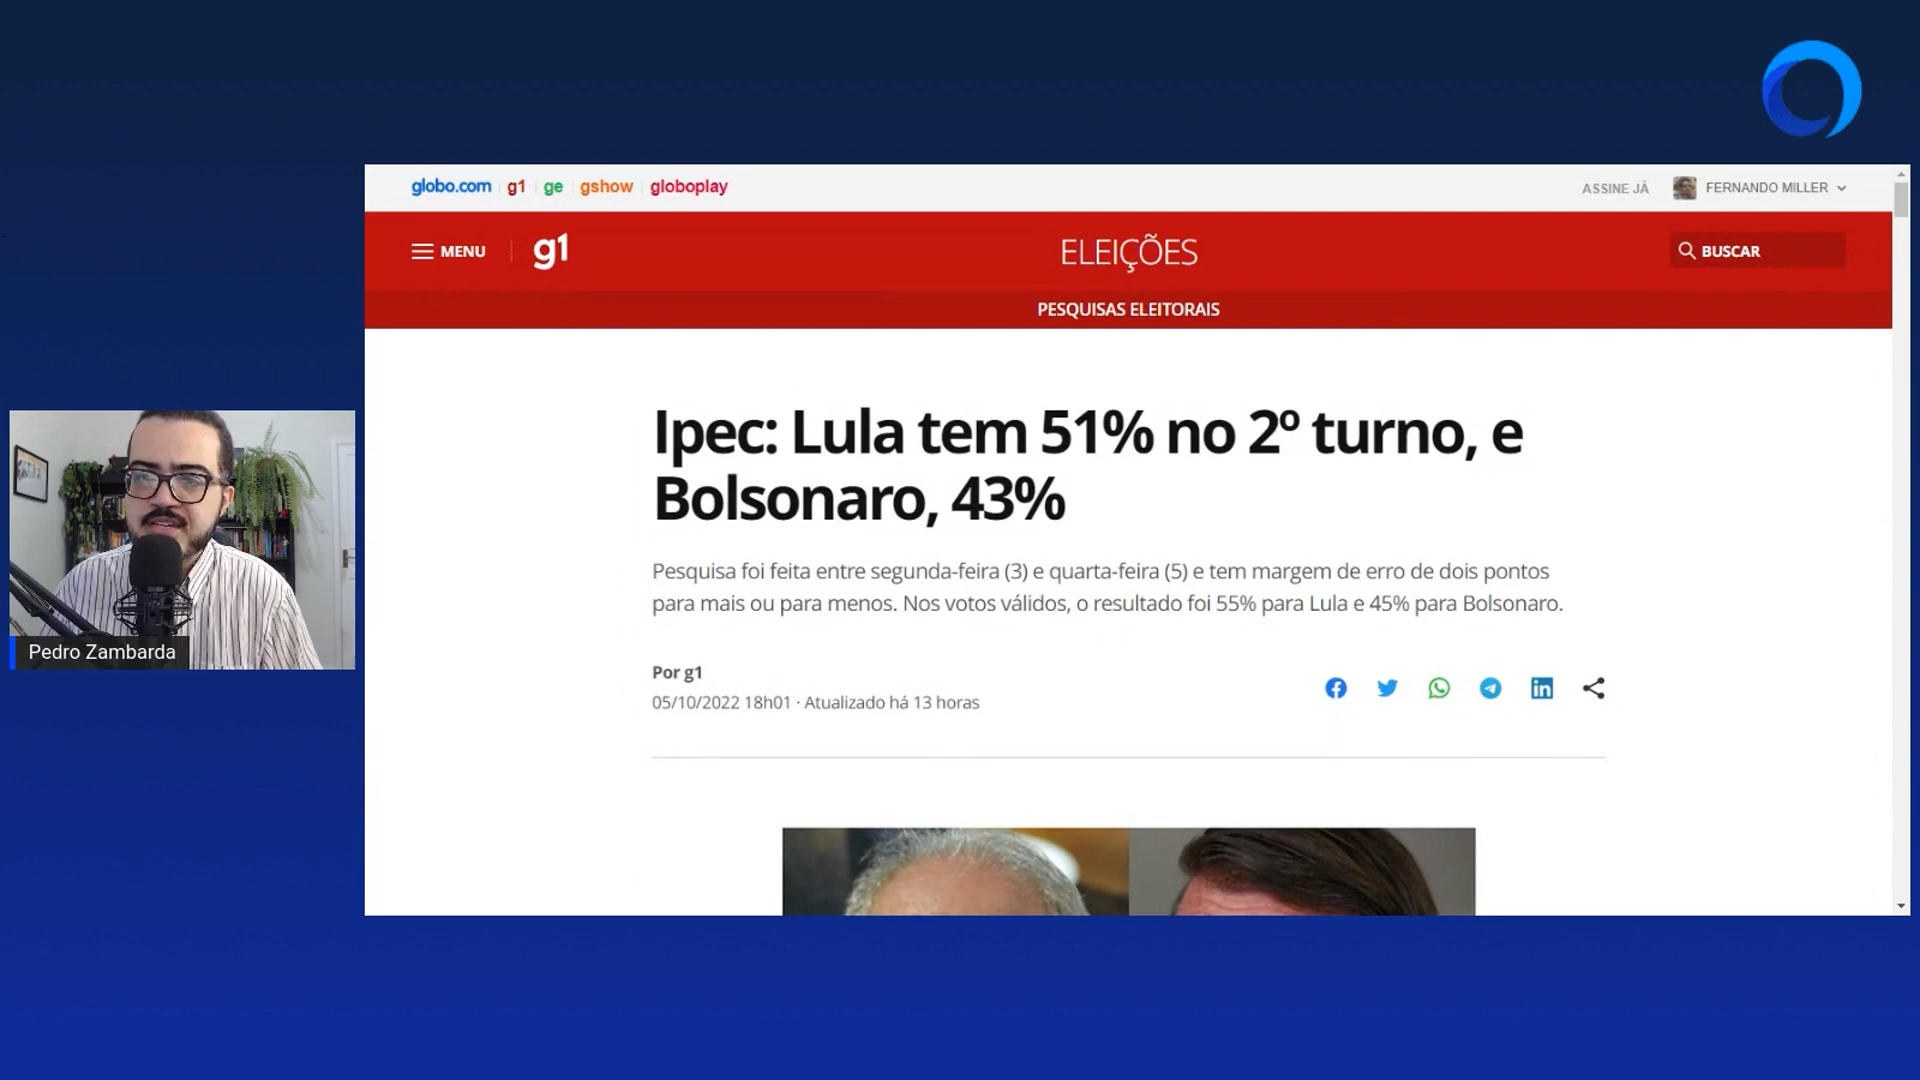 globo.com g1 ge gshow globoplay
ASSINE JÁ FERNANDO MILLER
MENU g1 ELEIÇÕES BUSCAR
PESQUISAS ELEITORAIS
Ipec: Lula tem 51% no 2º turno, e
Bolsonaro, 43%
Pesquisa foi feita entre segunda-feira (3) e quarta-feira (5) e tem margem de erro de dois pontos
para mais ou para menos. Nos votos válidos, o resultado foi 55% para Lula e 45% para Bolsonaro.
Por g1
05/10/2022 18h01 · Atualizado há 13 horas
Pedro Zambarda